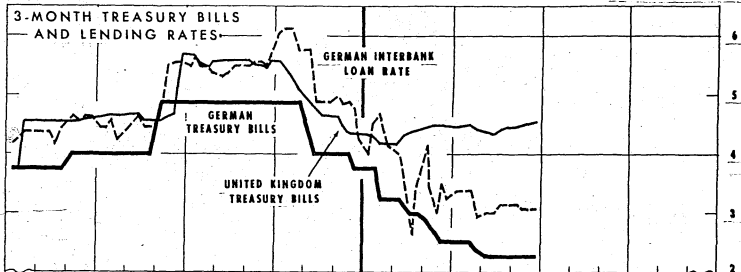 3-MONTH TREASURY BILLS
AND LENDING RATES
6
GERMAN INTERBANK
LOAN RATE
5
GERMAN
TREASURY BILLS
4
UNITED KINGDOM
TREASURY BILLS
3
2